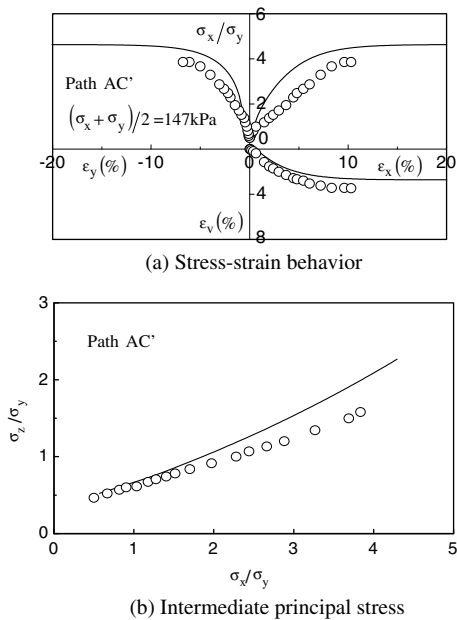 6
σx/σy
4
Path AC'
2
(σx + σy)/2 = 147kPa
0
-20 -10 0 10 20
εy(%) εx(%)
4
εv(%)
8
(a) Stress-strain behavior
3
Path AC'
2
σz/σy
1
0
0 1 2 3 4 5
σx/σy
(b) Intermediate principal stress